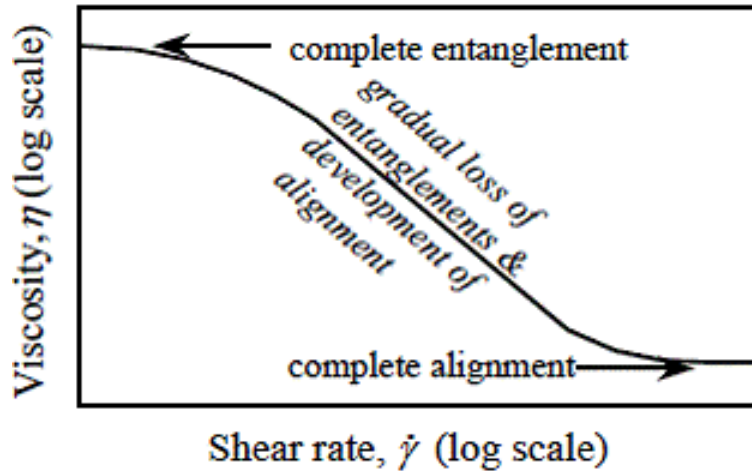 complete entanglement
gradual loss of
entanglements &
development of
alignment
complete alignment
Viscosity, η (log scale)
Shear rate, γ̇ (log scale)